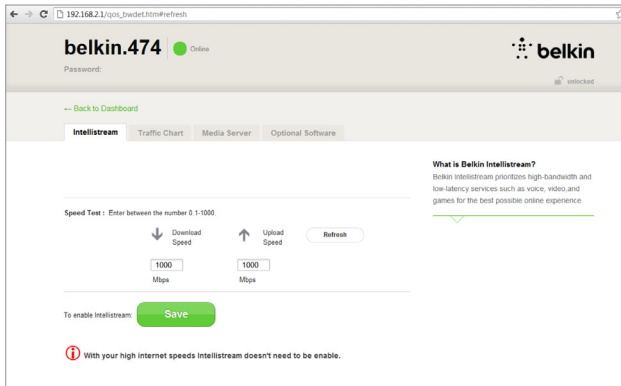 192.168.2.1/qos_bwdet.htm#refresh
belkin.474 Online
belkin
Password:
unlocked
← Back to Dashboard
Intellistream Traffic Chart Media Server Optional Software
What is Belkin Intellistream?
Belkin Intellistream prioritizes high-bandwidth and
low-latency services such as voice, video,and
games for the best possible online experience.
Speed Test : Enter between the number 0.1-1000.
Download Speed
Upload Speed
Refresh
1000 1000
Mbps Mbps
To enable Intellistream: Save
With your high internet speeds Intellistream doesn't need to be enable.